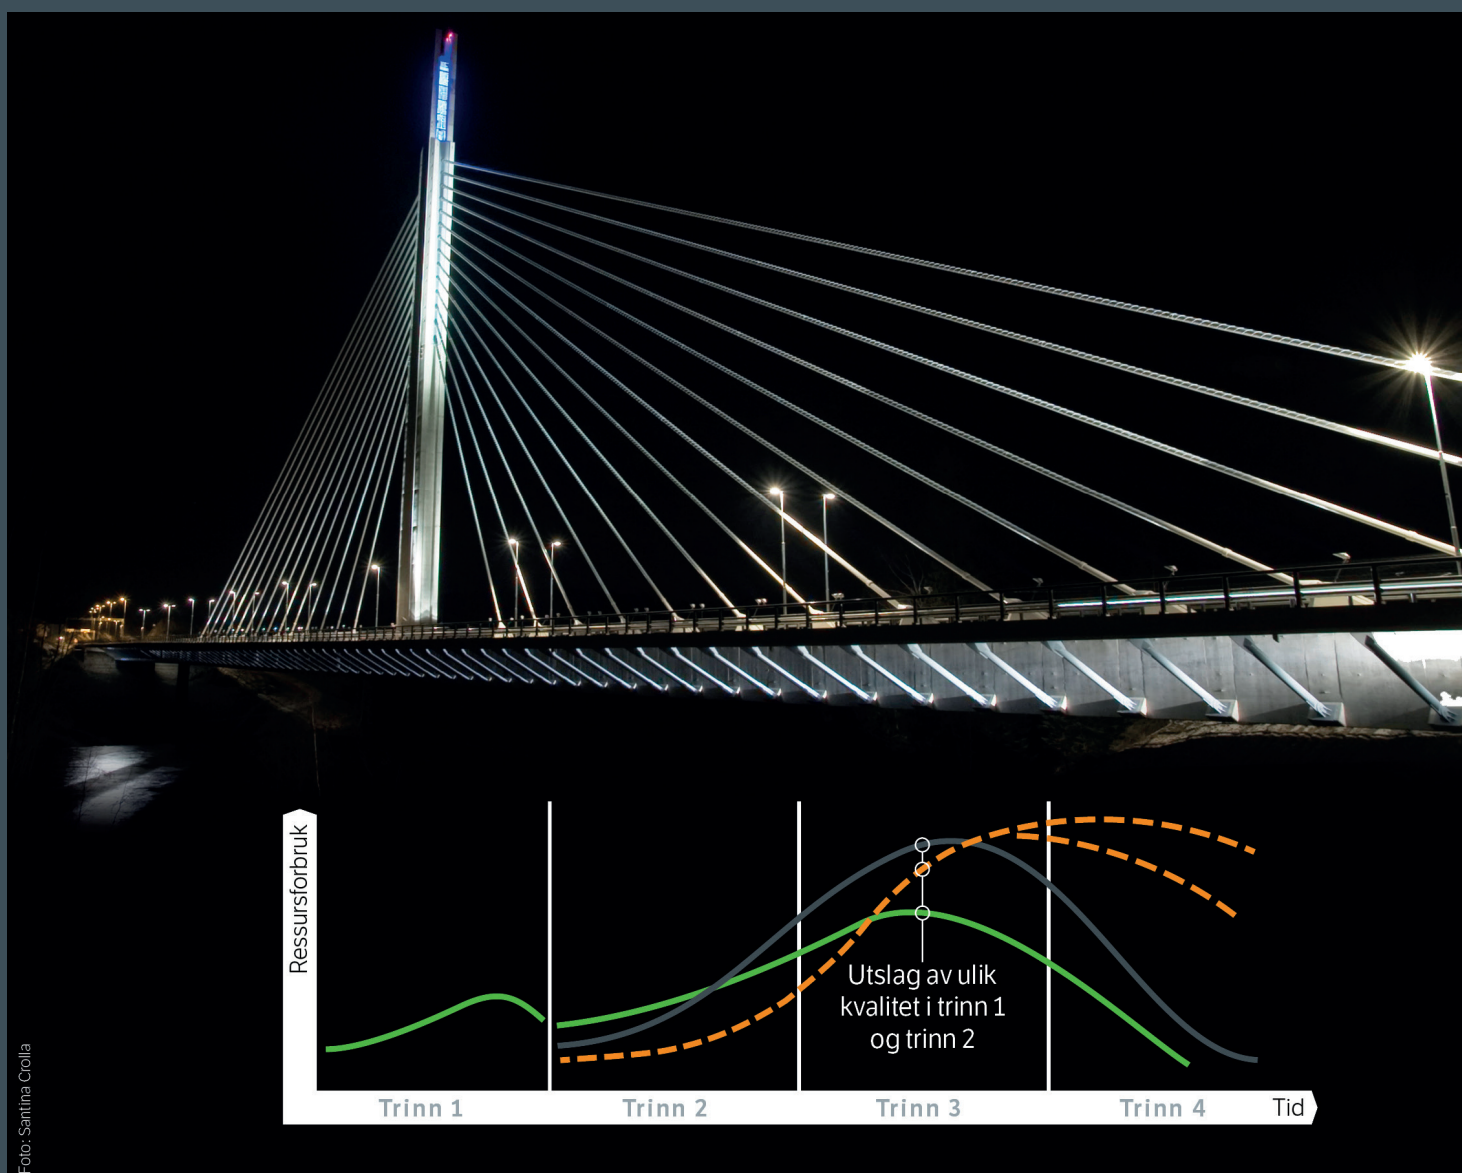 Ressursforbruk
Utslag av ulik
kvalitet i trinn 1
og trinn 2
Trinn 1
Trinn 2
Trinn 3
Trinn 4
Tid
Foto: Santina Crolla